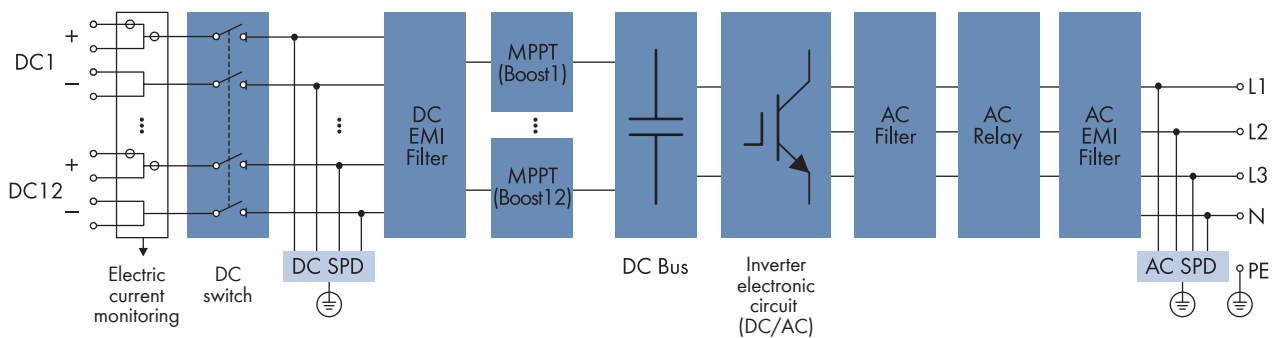 DC1
+
−
DC12
+
−
Electric
current
monitoring
DC
switch
DC SPD
DC
EMI
Filter
MPPT
(Boost1)
MPPT
(Boost12)
DC Bus
Inverter
electronic
circuit
(DC/AC)
AC
Filter
AC
Relay
AC
EMI
Filter
AC SPD
L1
L2
L3
N
PE